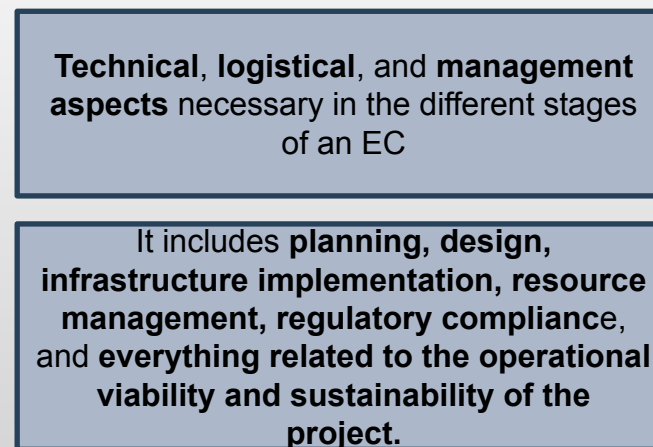 Technical, logistical, and management
aspects necessary in the different stages
of an EC
It includes planning, design,
infrastructure implementation, resource
management, regulatory compliance,
and everything related to the operational
viability and sustainability of the
project.